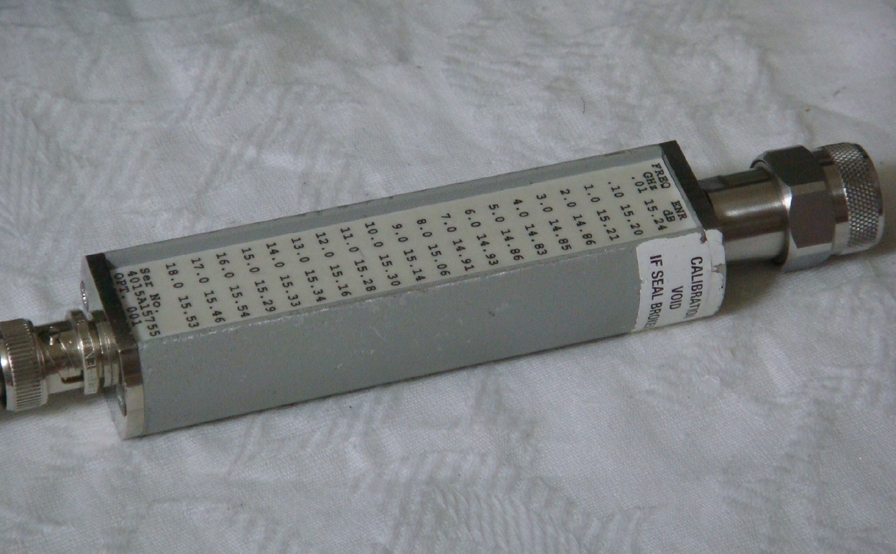 FREQ ENR
GHz dB
.01 15.24
.10 15.20
1.0 15.21
2.0 14.86
3.0 14.85
4.0 14.83
5.0 14.86
6.0 14.93
7.0 14.91
8.0 15.06
9.0 15.14
10.0 15.30
11.0 15.28
12.0 15.16
13.0 15.34
14.0 15.33
15.0 15.29
16.0 15.54
17.0 15.46
18.0 15.53
Ser No.
4015A15755
OPT. 001
CALIBRATION
VOID
IF SEAL BROKEN